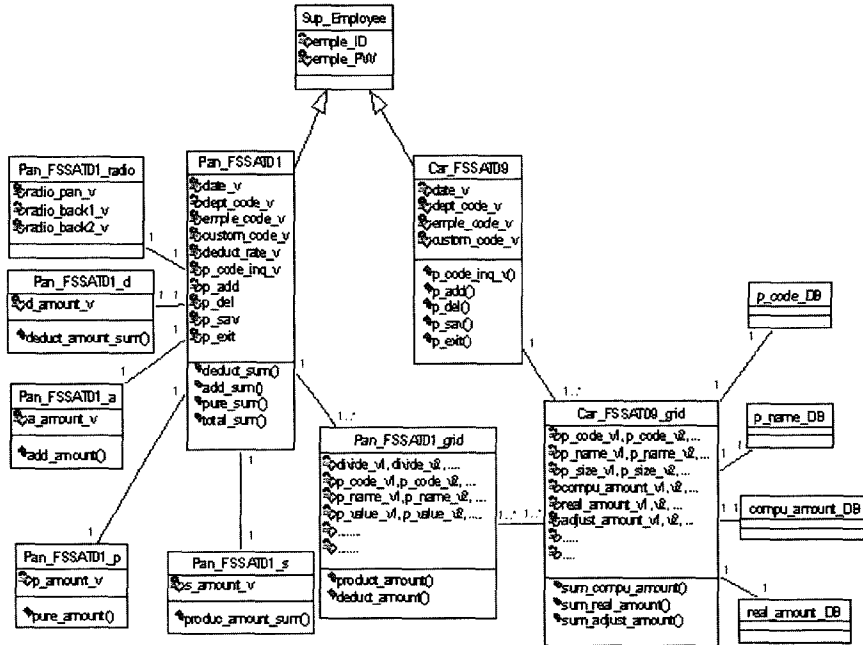 Sup_Employee
emple_ID
emple_PW
Pan_FSSATD1_radio
radio_pan_v
radio_back1_v
radio_back2_v
1
1
Pan_FSSATD1_d
d_amount_v
deduct_amount_sum()
1
1
Pan_FSSATD1_a
a_amount_v
add_amount()
1
1
Pan_FSSATD1_p
p_amount_v
pure_amount()
1
1
Pan_FSSATD1
date_v
dept_code_v
emple_code_v
custom_code_v
deduct_rate_v
p_code_inq_v
p_add
p_del
p_sav
p_exit
deduct_sum()
add_sum()
pure_sum()
total_sum()
1
1
Pan_FSSATD1_s
s_amount_v
produc_amount_sum()
1
1..*
Pan_FSSATD1_grid
divide_v1, divide_v2, ....
p_code_v1, p_code_v2, ...
p_name_v1, p_name_v2, ...
p_value_v1, p_value_v2, ...
.......
.......
product_amount()
deduct_amount()
1..*
1..*
Car_FSSATD9
date_v
dept_code_v
emple_code_v
custom_code_v
p_code_inq_v()
p_add()
p_del()
p_sav()
p_exit()
1
1..*
Car_FSSATD9_grid
p_code_v1, p_code_v2, ...
p_name_v1, p_name_v2, ...
p_size_v1, p_size_v2, ...
compu_amount_v1, v2, ...
real_amount_v1, v2, ...
adjust_amount_v1, v2, ...
.....
....
sum_compu_amount()
sum_real_amount()
sum_adjust_amount()
p_code_DB
1
1
p_name_DB
1
1
compu_amount_DB
1
1
real_amount_DB
1
1